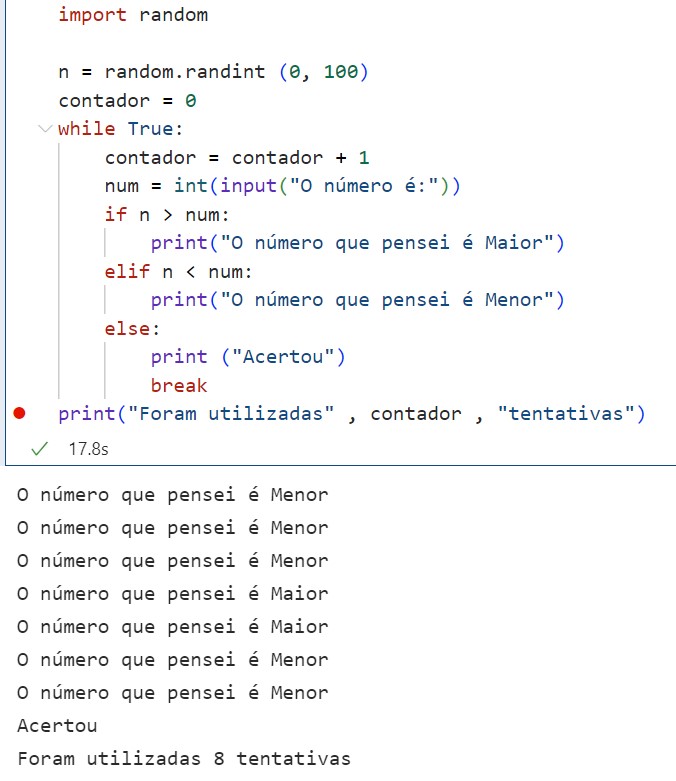 import random
n = random.randint (0, 100)
contador = 0
while True:
contador = contador + 1
num = int(input("O número é:"))
if n > num:
print("O número que pensei é Maior")
elif n < num:
print("O número que pensei é Menor")
else:
print ("Acertou")
break
print("Foram utilizadas" , contador , "tentativas")
17.8s
O número que pensei é Menor
O número que pensei é Menor
O número que pensei é Menor
O número que pensei é Maior
O número que pensei é Maior
O número que pensei é Menor
O número que pensei é Menor
Acertou
Foram utilizadas 8 tentativas